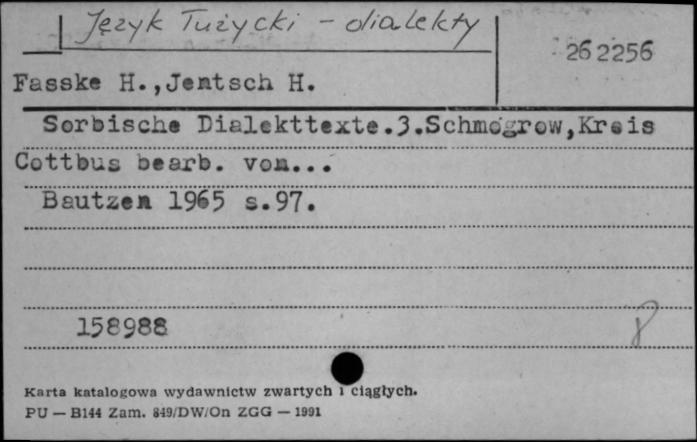 Język Łużycki - dialekty
262256
Fasske H.,Jentsch H.
Sorbische Dialekttexte.3.Schmogrow,Kreis
Cottbus bearb. von...
Bautzen 1965 s.97.
158988
Karta katalogowa wydawnictw zwartych i ciągłych.
PU — B144 Zam. 849/DW/On ZGG — 1991